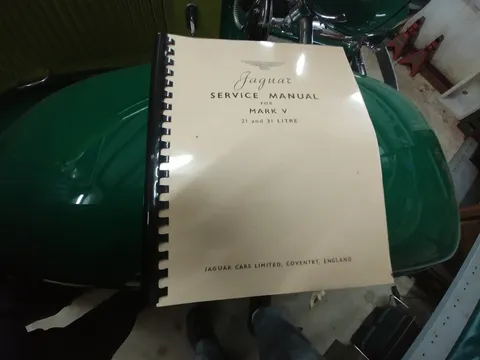 Jaguar
SERVICE MANUAL
FOR
MARK V
2½ and 3½ LITRE
JAGUAR CARS LIMITED, COVENTRY, ENGLAND